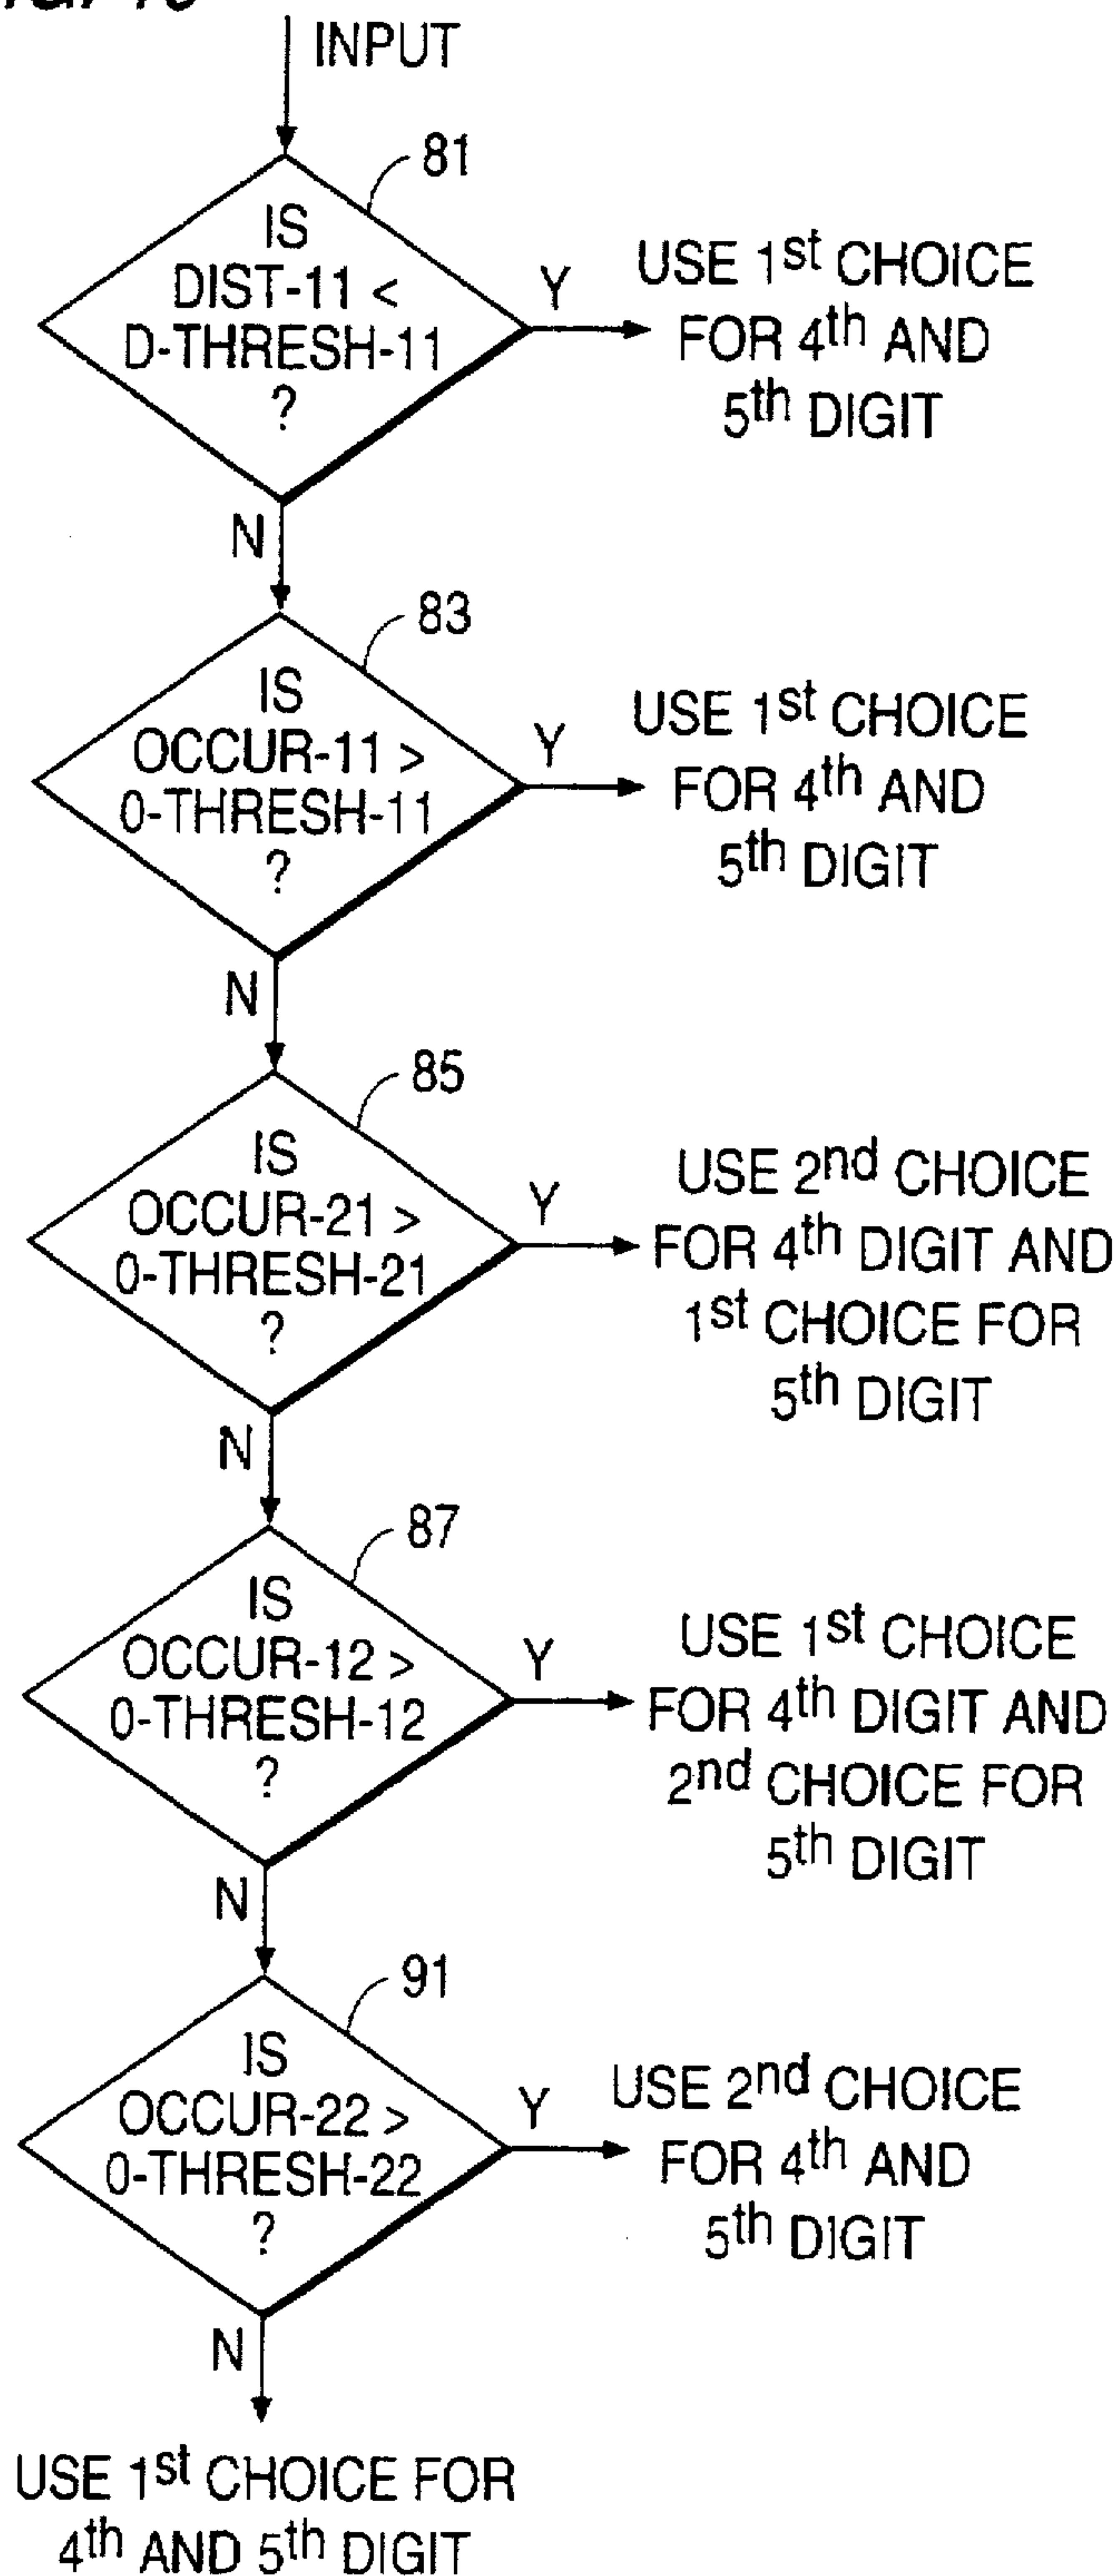 INPUT
81
IS
DIST-11 <
D-THRESH-11
?
Y
USE 1st CHOICE
FOR 4th AND
5th DIGIT
N
83
IS
OCCUR-11 >
0-THRESH-11
?
Y
USE 1st CHOICE
FOR 4th AND
5th DIGIT
N
85
IS
OCCUR-21 >
0-THRESH-21
?
Y
USE 2nd CHOICE
FOR 4th DIGIT AND
1st CHOICE FOR
5th DIGIT
N
87
IS
OCCUR-12 >
0-THRESH-12
?
Y
USE 1st CHOICE
FOR 4th DIGIT AND
2nd CHOICE FOR
5th DIGIT
N
91
IS
OCCUR-22 >
0-THRESH-22
?
Y
USE 2nd CHOICE
FOR 4th AND
5th DIGIT
N
USE 1st CHOICE FOR
4th AND 5th DIGIT